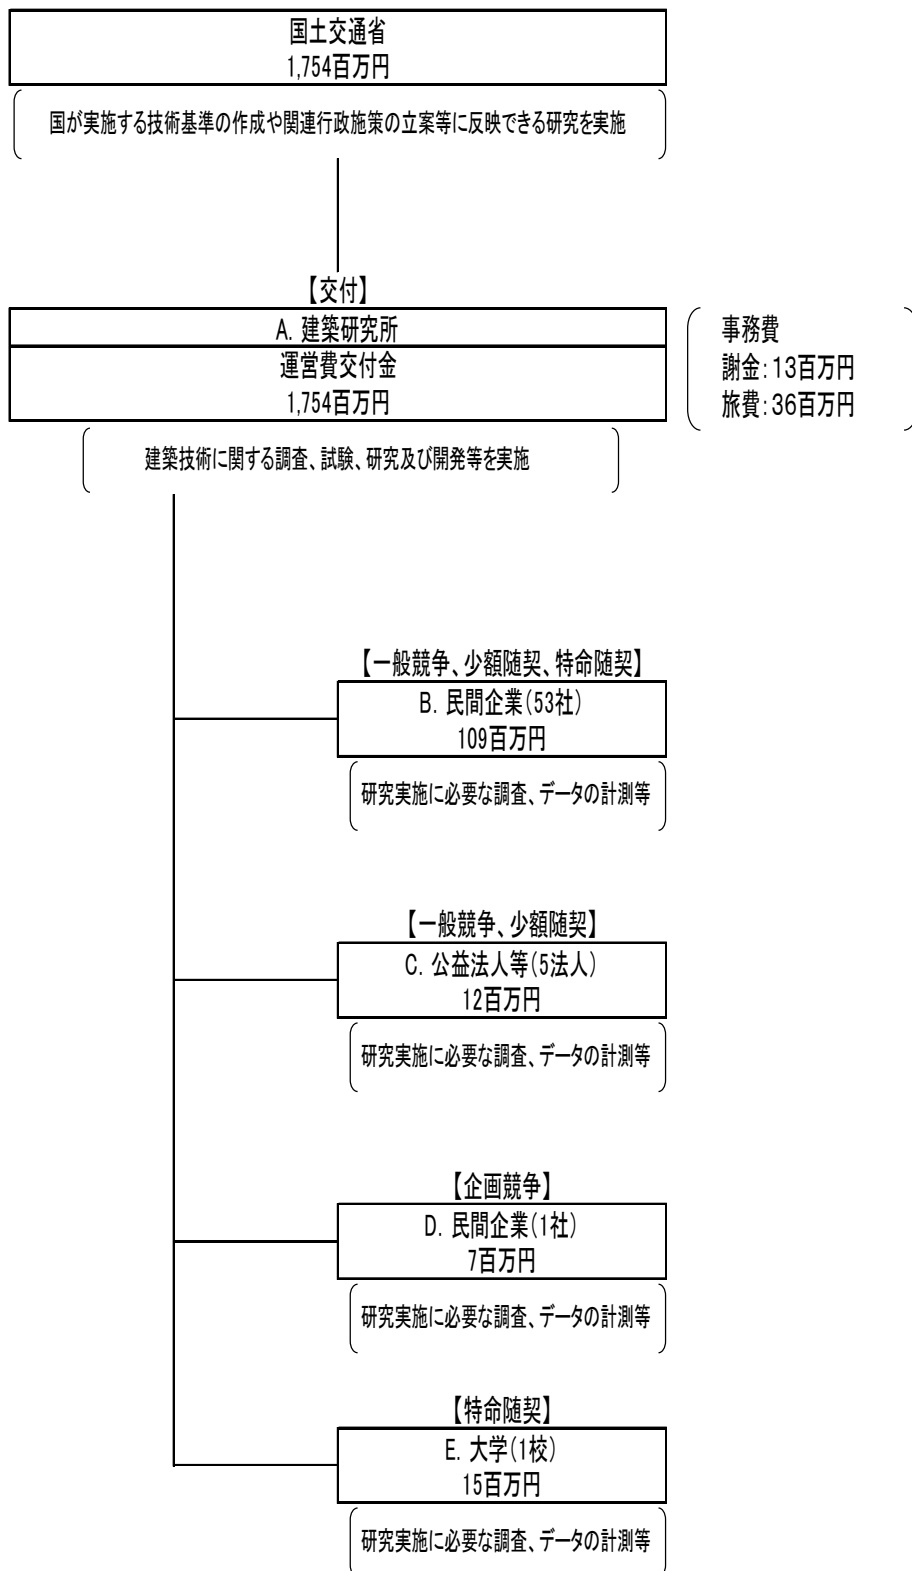 国土交通省
1,754百万円
国が実施する技術基準の作成や関連行政施策の立案等に反映できる研究を実施
【交付】
A. 建築研究所
運営費交付金
1,754百万円
事務費
謝金：13百万円
旅費：36百万円
建築技術に関する調査、試験、研究及び開発等を実施
【一般競争、少額随契、特命随契】
B. 民間企業（53社）
109百万円
研究実施に必要な調査、データの計測等
【一般競争、少額随契】
C. 公益法人等（5法人）
12百万円
研究実施に必要な調査、データの計測等
【企画競争】
D. 民間企業（1社）
7百万円
研究実施に必要な調査、データの計測等
【特命随契】
E. 大学（1校）
15百万円
研究実施に必要な調査、データの計測等